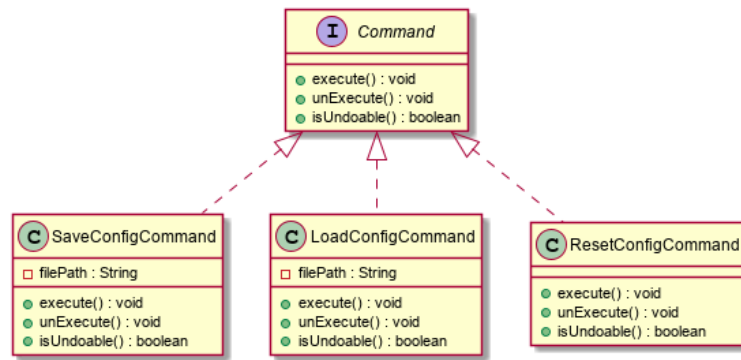 I Command
execute() : void
unExecute() : void
isUndoable() : boolean
C SaveConfigCommand
filePath : String
execute() : void
unExecute() : void
isUndoable() : boolean
C LoadConfigCommand
filePath : String
execute() : void
unExecute() : void
isUndoable() : boolean
C ResetConfigCommand
execute() : void
unExecute() : void
isUndoable() : boolean